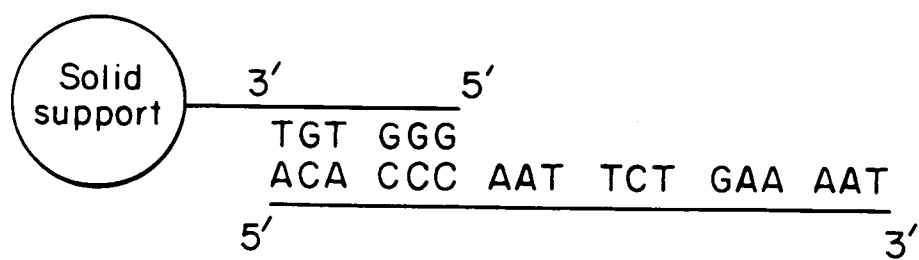 Solid
support
3′ 5′
TGT GGG
ACA CCC AAT TCT GAA AAT
5′ 3′